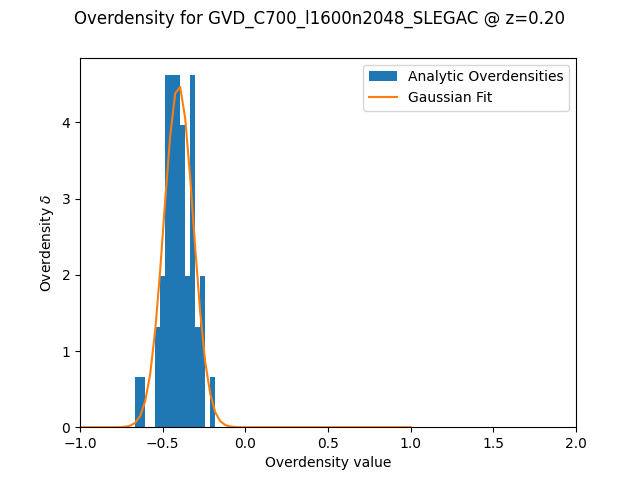 Overdensity for GVD_C700_l1600n2048_SLEGAC @ z=0.20
Analytic Overdensities
Gaussian Fit
Overdensity δ
4
3
2
1
0
−1.0 −0.5 0.0 0.5 1.0 1.5 2.0
Overdensity value